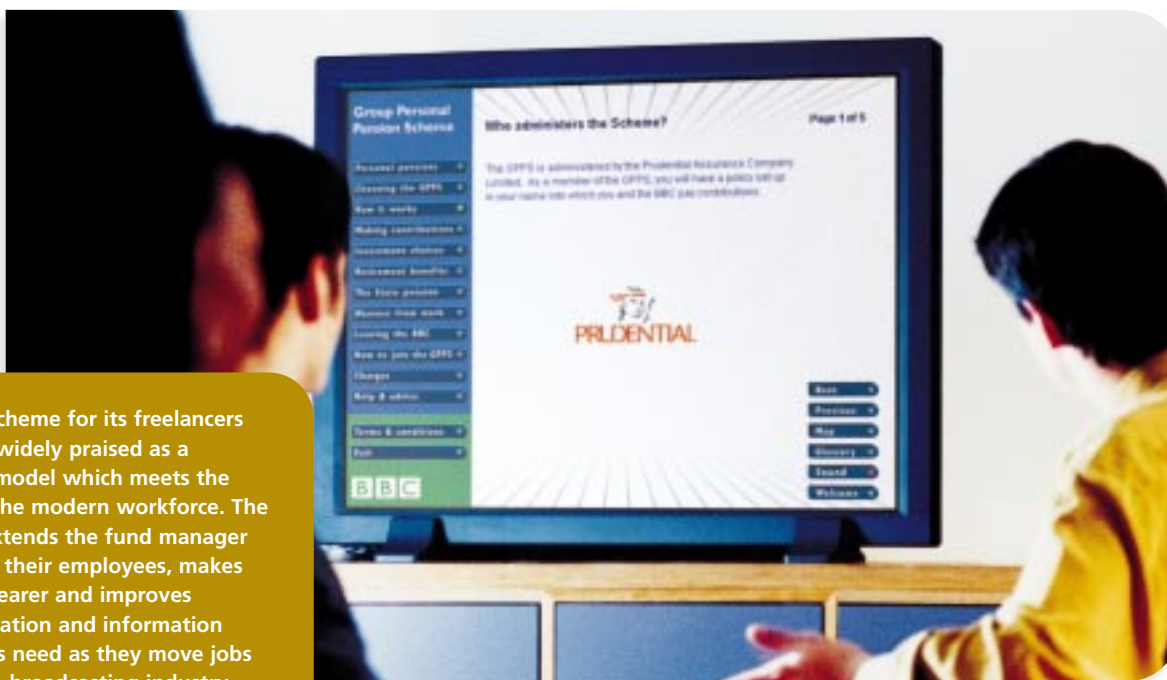 Group Personal
Pension Scheme
Personal pensions
Joining the GPPS
How it works
Making contributions
Investment choices
Retirement benefits
The State pension
Absence from work
Leaving the BBC
How to join the GPPS
Charges
Help & advice
Terms & conditions
Exit
BBC
Who administers the Scheme?
Page 1 of 5
The GPPS is administered by the Prudential Assurance Company
Limited. As a member of the GPPS, you will have a policy set up
in your name into which you and the BBC pay contributions.
PRUDENTIAL
Next
Previous
Map
Glossary
Sound
Welcome
cheme for its freelancers
widely praised as a
model which meets the
he modern workforce. The
xtends the fund manager
their employees, makes
earer and improves
ation and information
s need as they move jobs
broadcasting industry